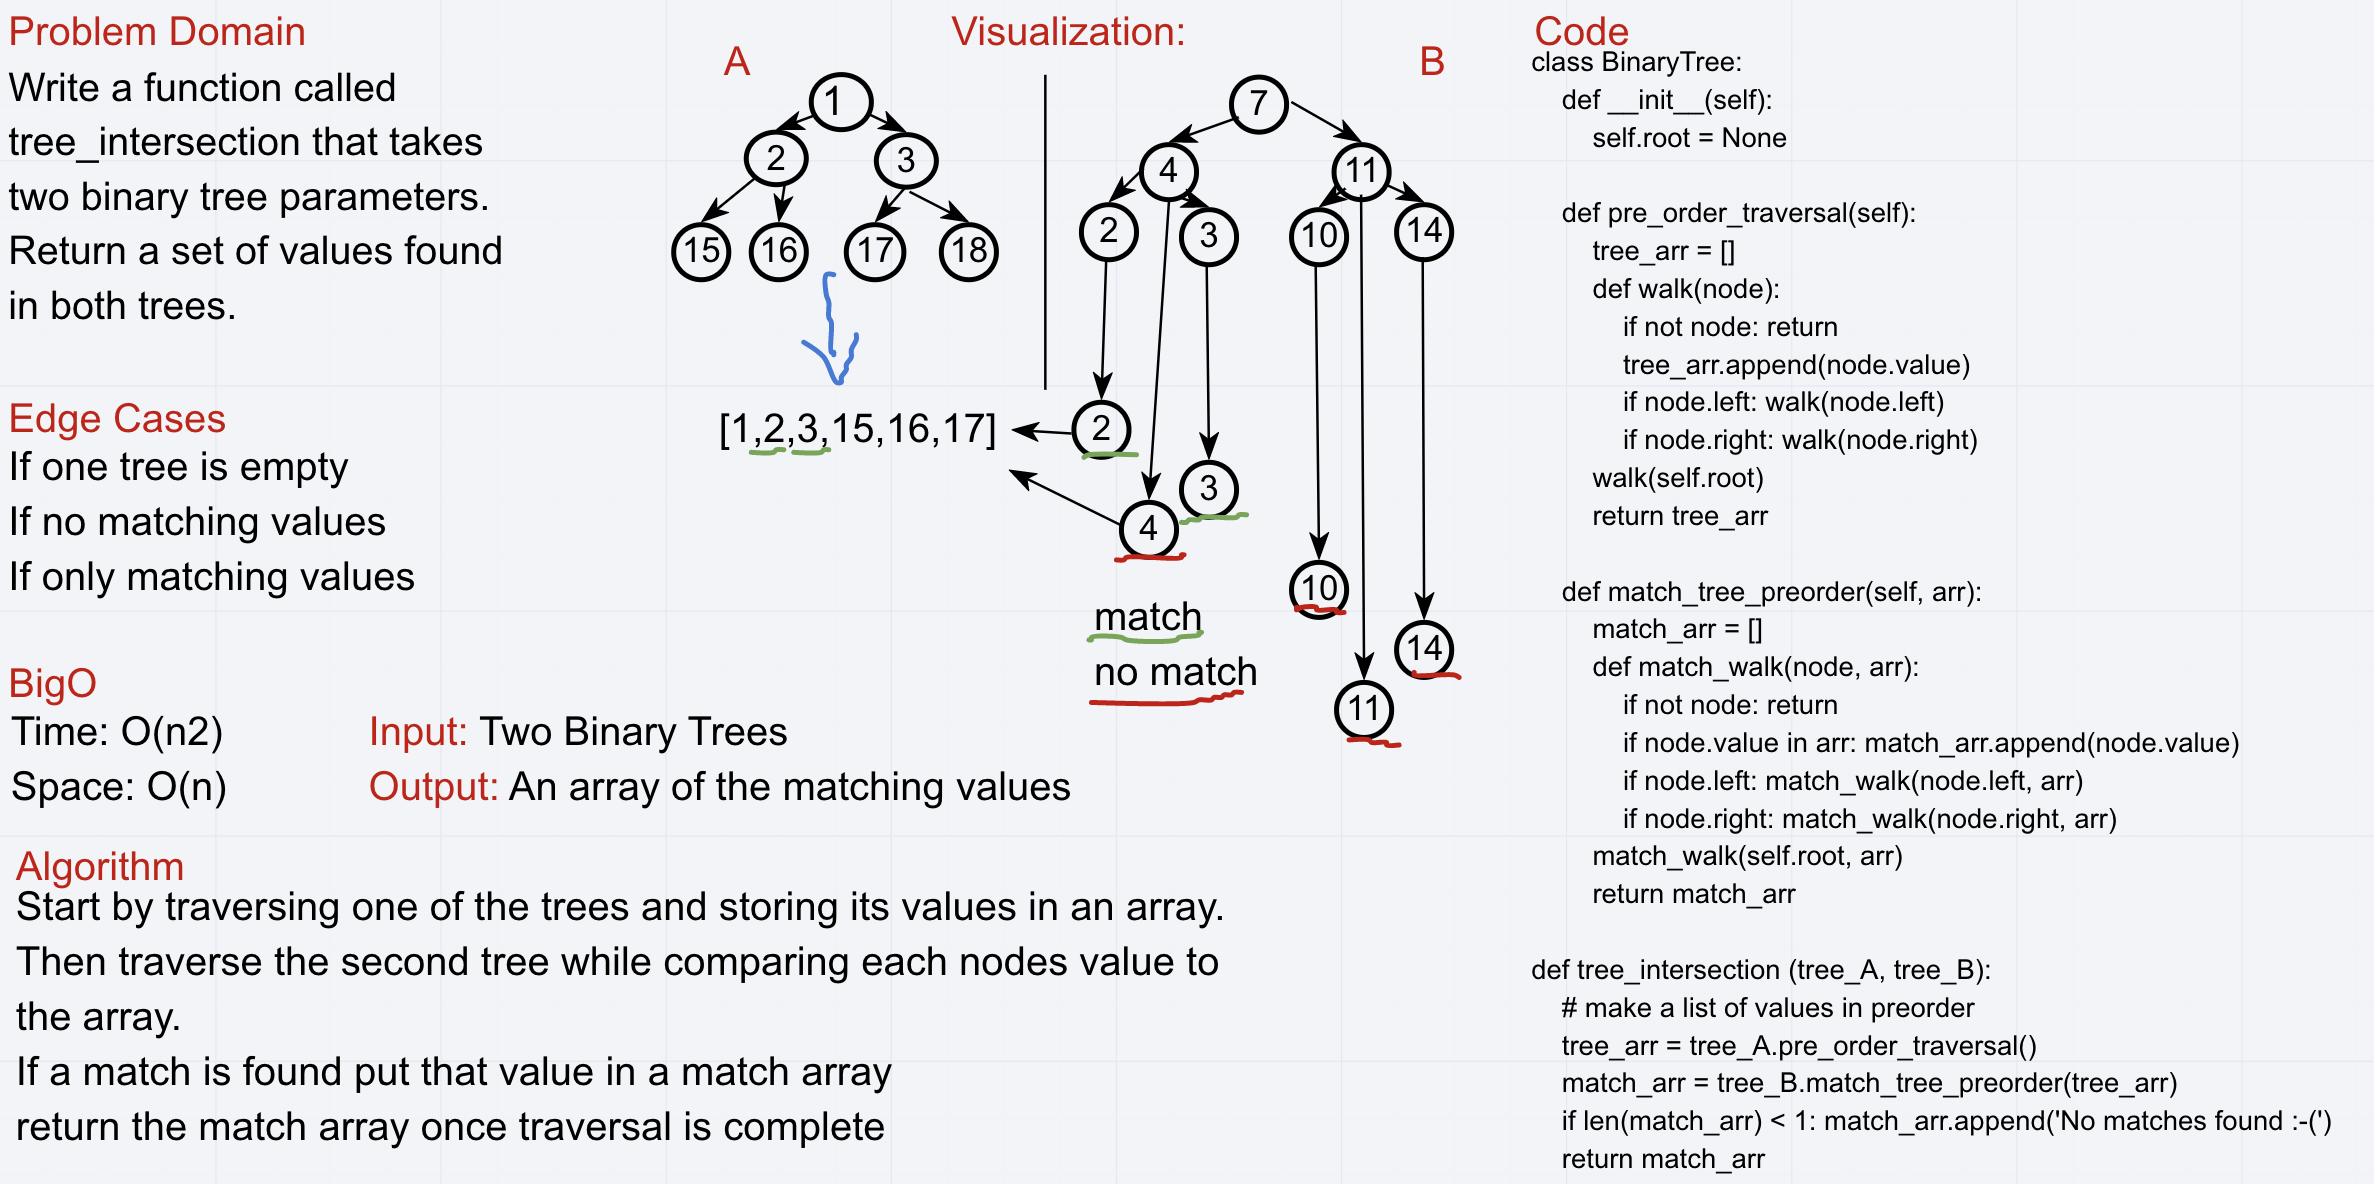 Problem Domain
Write a function called
tree_intersection that takes
two binary tree parameters.
Return a set of values found
in both trees.
Edge Cases
If one tree is empty
If no matching values
If only matching values
BigO
Time: O(n2)
Space: O(n)
Input: Two Binary Trees
Output: An array of the matching values
Algorithm
Start by traversing one of the trees and storing its values in an array.
Then traverse the second tree while comparing each nodes value to
the array.
If a match is found put that value in a match array
return the match array once traversal is complete
Visualization:
A
1
2 3
15 16 17 18
[1,2,3,15,16,17]
B
7
4 11
2 3 10 14
2
3
4
10
14
11
match
no match
Code
class BinaryTree:
def __init__(self):
self.root = None
def pre_order_traversal(self):
tree_arr = []
def walk(node):
if not node: return
tree_arr.append(node.value)
if node.left: walk(node.left)
if node.right: walk(node.right)
walk(self.root)
return tree_arr
def match_tree_preorder(self, arr):
match_arr = []
def match_walk(node, arr):
if not node: return
if node.value in arr: match_arr.append(node.value)
if node.left: match_walk(node.left, arr)
if node.right: match_walk(node.right, arr)
match_walk(self.root, arr)
return match_arr
def tree_intersection (tree_A, tree_B):
# make a list of values in preorder
tree_arr = tree_A.pre_order_traversal()
match_arr = tree_B.match_tree_preorder(tree_arr)
if len(match_arr) < 1: match_arr.append('No matches found :-(')
return match_arr